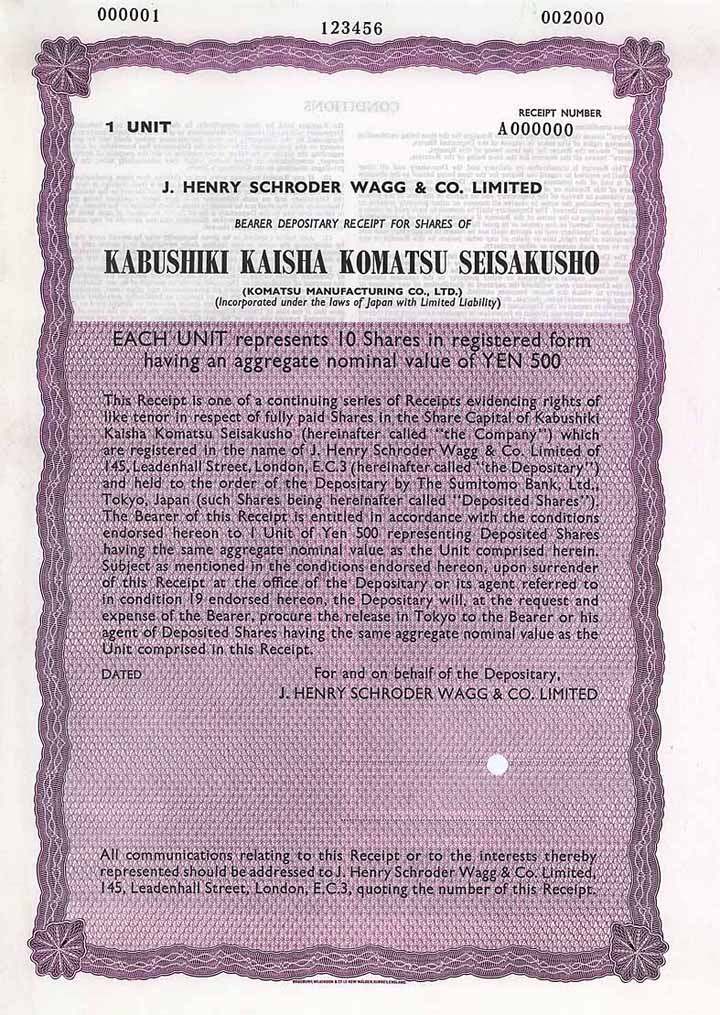 000001
123456
002000
CONDITIONS
1 UNIT
RECEIPT NUMBER
A000000
J. HENRY SCHRODER WAGG & CO. LIMITED
BEARER DEPOSITARY RECEIPT FOR SHARES OF
KABUSHIKI KAISHA KOMATSU SEISAKUSHO
(KOMATSU MANUFACTURING CO., LTD.)
(Incorporated under the laws of Japan with Limited Liability)
EACH UNIT represents 10 Shares in registered form
having an aggregate nominal value of YEN 500
This Receipt is one of a continuing series of Receipts evidencing rights of
like tenor in respect of fully paid Shares in the Share Capital of Kabushiki
Kaisha Komatsu Seisakusho (hereinafter called "the Company") which
are registered in the name of J. Henry Schroder Wagg & Co. Limited of
145, Leadenhall Street, London, E.C.3 (hereinafter called "the Depositary")
and held to the order of the Depositary by The Sumitomo Bank, Ltd.,
Tokyo, Japan (such Shares being hereinafter called "Deposited Shares").
The Bearer of this Receipt is entitled in accordance with the conditions
endorsed hereon to 1 Unit of Yen 500 representing Deposited Shares
having the same aggregate nominal value as the Unit comprised herein.
Subject as mentioned in the conditions endorsed hereon, upon surrender
of this Receipt at the office of the Depositary or its agent referred to
in condition 19 endorsed hereon, the Depositary will, at the request and
expense of the Bearer, procure the release in Tokyo to the Bearer or his
agent of Deposited Shares having the same aggregate nominal value as the
Unit comprised in this Receipt.
DATED
For and on behalf of the Depositary,
J. HENRY SCHRODER WAGG & CO. LIMITED
All communications relating to this Receipt or to the interests thereby
represented should be addressed to J. Henry Schroder Wagg & Co. Limited,
145, Leadenhall Street, London, E.C.3, quoting the number of this Receipt.
BRADBURY, WILKINSON & Cº Lᴅ NEW MALDEN, SURREY, ENGLAND.